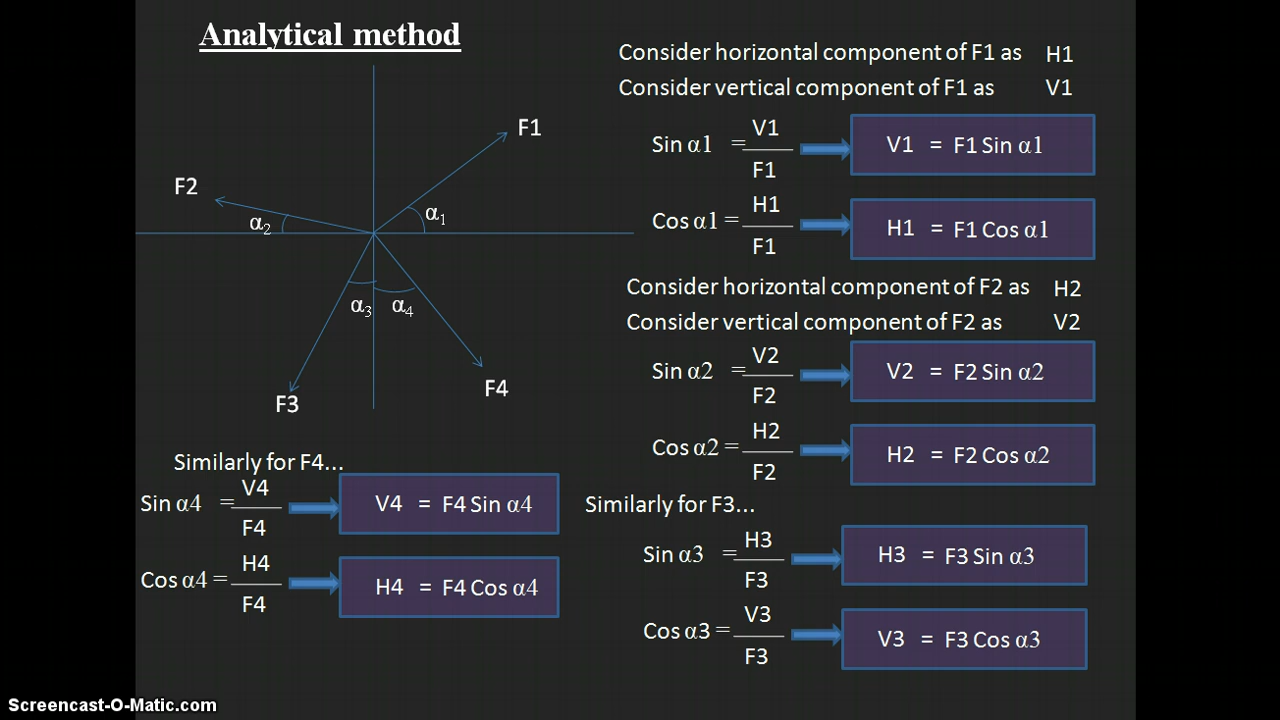 Analytical method
F1
F2
α1
α2
α3
α4
F3
F4
Consider horizontal component of F1 as H1
Consider vertical component of F1 as V1
Sin α1 = V1
F1
V1 = F1 Sin α1
Cos α1 = H1
F1
H1 = F1 Cos α1
Consider horizontal component of F2 as H2
Consider vertical component of F2 as V2
Sin α2 = V2
F2
V2 = F2 Sin α2
Cos α2 = H2
F2
H2 = F2 Cos α2
Similarly for F3...
Sin α3 = H3
F3
H3 = F3 Sin α3
Cos α3 = V3
F3
V3 = F3 Cos α3
Similarly for F4...
Sin α4 = V4
F4
V4 = F4 Sin α4
Cos α4 = H4
F4
H4 = F4 Cos α4
Screencast-O-Matic.com